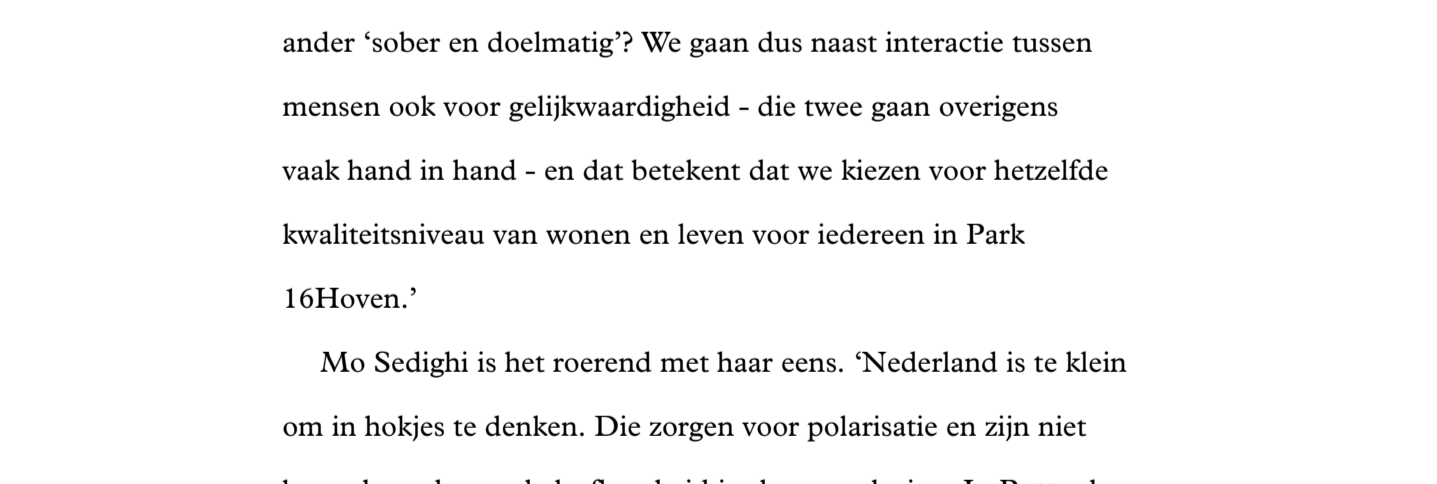 ander ‘sober en doelmatig’? We gaan dus naast interactie tussen
mensen ook voor gelijkwaardigheid - die twee gaan overigens
vaak hand in hand - en dat betekent dat we kiezen voor hetzelfde
kwaliteitsniveau van wonen en leven voor iedereen in Park
16Hoven.’
Mo Sedighi is het roerend met haar eens. ‘Nederland is te klein
om in hokjes te denken. Die zorgen voor polarisatie en zijn niet